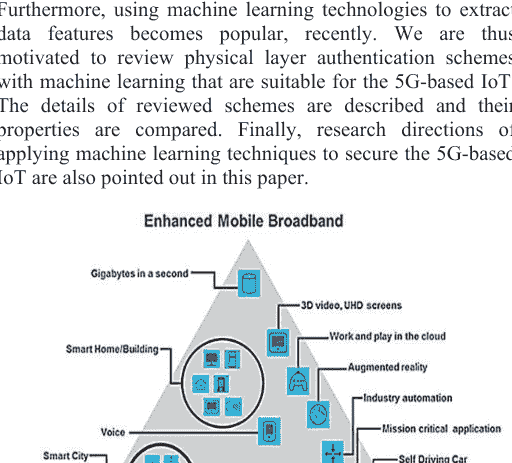 Furthermore, using machine learning technologies to extract
data features becomes popular, recently. We are thus
motivated to review physical layer authentication schemes
with machine learning that are suitable for the 5G-based IoT
The details of reviewed schemes are described and their
properties are compared. Finally, research directions of
applying machine learning techniques to secure the 5G-based
IoT are also pointed out in this paper.
Enhanced Mobile Broadband
Gigabytes in a second
3D video, UHD screens
Work and play in the cloud
Smart Home/Building
Augmented reality
Industry automation
Voice
Mission critical application
Smart City
Self Driving Car